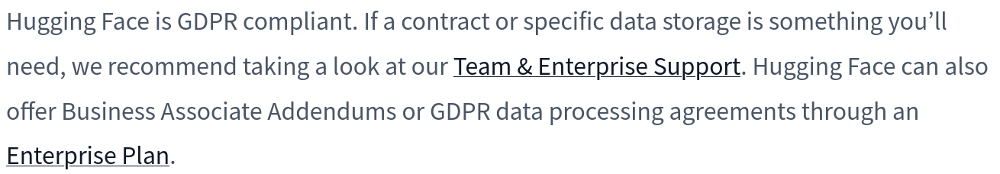 Hugging Face is GDPR compliant. If a contract or specific data storage is something you’ll
need, we recommend taking a look at our Team & Enterprise Support. Hugging Face can also
offer Business Associate Addendums or GDPR data processing agreements through an
Enterprise Plan.